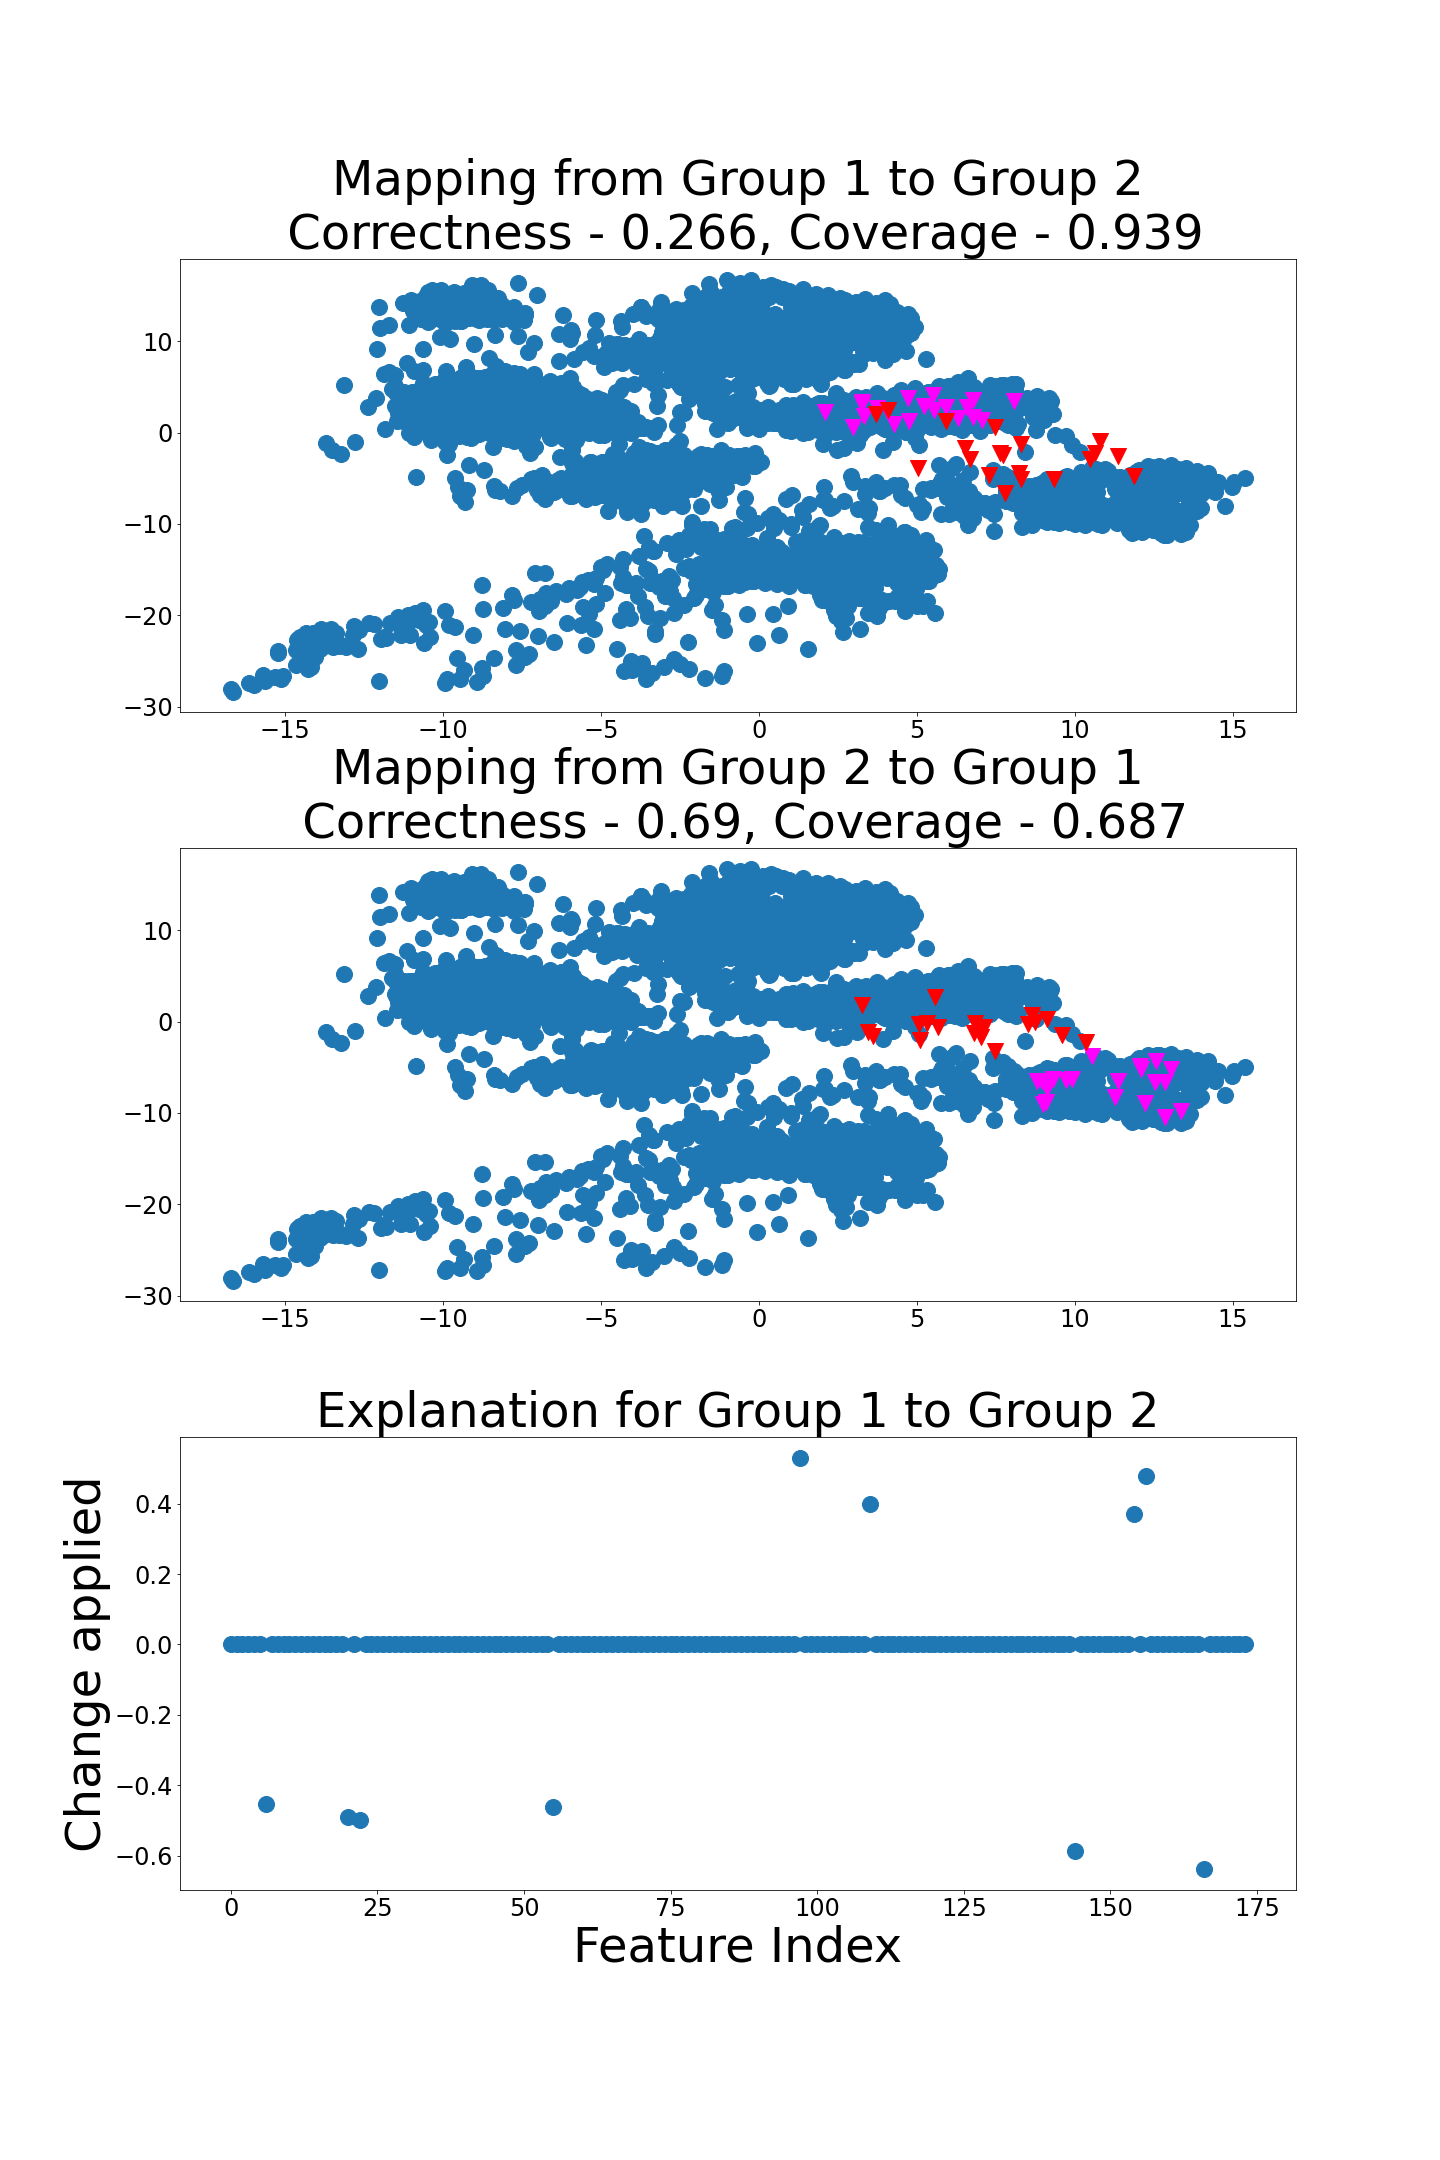 Mapping from Group 1 to Group 2
Correctness - 0.266, Coverage - 0.939
10
0
−10
−20
−30
−15 −10 −5 0 5 10 15
Mapping from Group 2 to Group 1
Correctness - 0.69, Coverage - 0.687
10
0
−10
−20
−30
−15 −10 −5 0 5 10 15
Explanation for Group 1 to Group 2
Change applied
0.4
0.2
0.0
−0.2
−0.4
−0.6
0 25 50 75 100 125 150 175
Feature Index